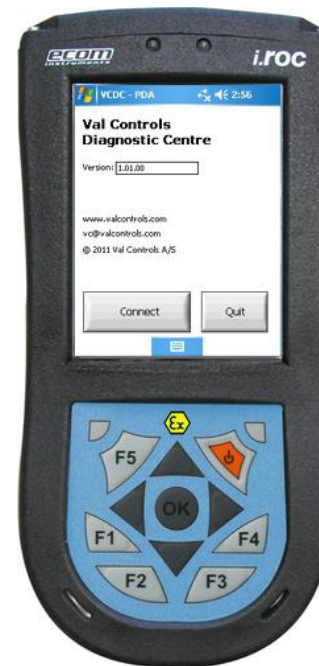 ecom
instruments
i.roc
VCDC - PDA 2:56
Val Controls
Diagnostic Centre
Version: 1.01.00
www.valcontrols.com
vc@valcontrols.com
© 2011 Val Controls A/S
Connect Quit
Ex
F5
OK
F1 F4
F2 F3